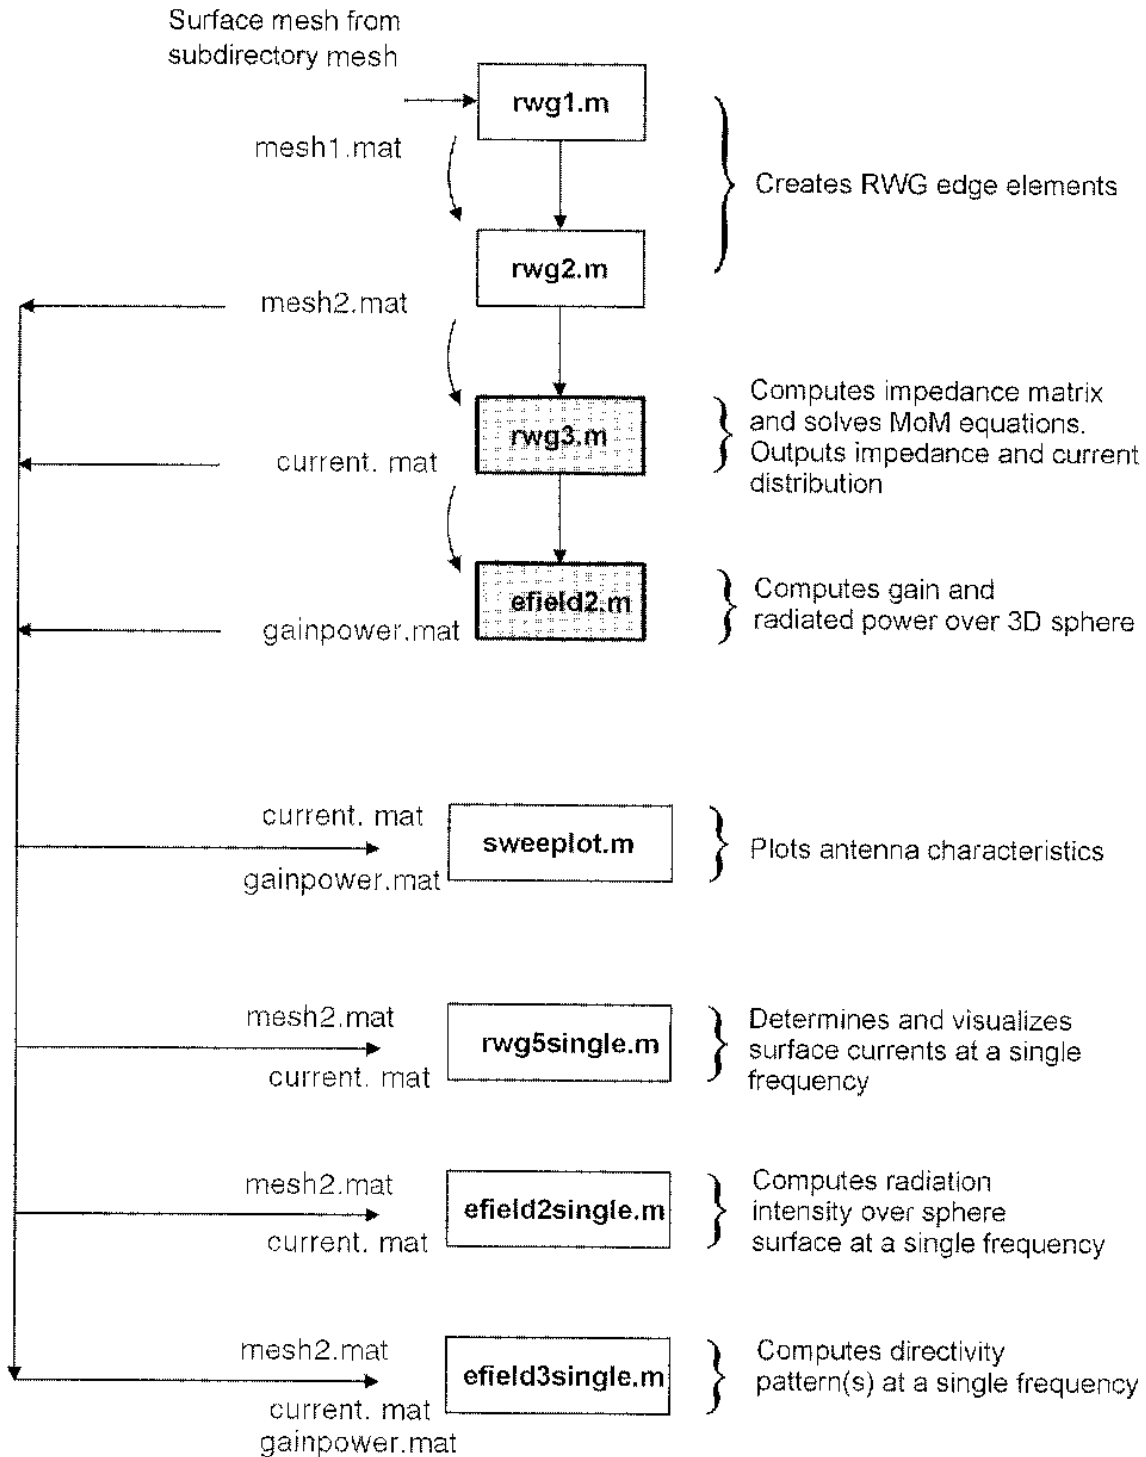 Surface mesh from
subdirectory mesh
rwg1.m
mesh1.mat
Creates RWG edge elements
rwg2.m
mesh2.mat
Computes impedance matrix
and solves MoM equations.
Outputs impedance and current
distribution
rwg3.m
current. mat
efield2.m
Computes gain and
radiated power over 3D sphere
gainpower.mat
current. mat
sweeplot.m
Plots antenna characteristics
gainpower.mat
mesh2.mat
rwg5single.m
Determines and visualizes
surface currents at a single
frequency
current. mat
mesh2.mat
efield2single.m
Computes radiation
intensity over sphere
surface at a single frequency
current. mat
mesh2.mat
efield3single.m
Computes directivity
pattern(s) at a single frequency
current. mat
gainpower.mat